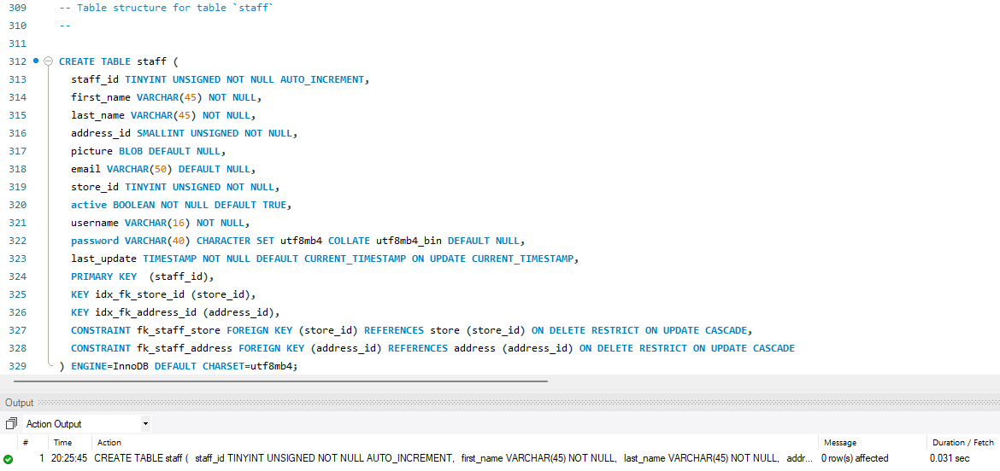 309 -- Table structure for table `staff`
310 --
311
312 CREATE TABLE staff (
313 staff_id TINYINT UNSIGNED NOT NULL AUTO_INCREMENT,
314 first_name VARCHAR(45) NOT NULL,
315 last_name VARCHAR(45) NOT NULL,
316 address_id SMALLINT UNSIGNED NOT NULL,
317 picture BLOB DEFAULT NULL,
318 email VARCHAR(50) DEFAULT NULL,
319 store_id TINYINT UNSIGNED NOT NULL,
320 active BOOLEAN NOT NULL DEFAULT TRUE,
321 username VARCHAR(16) NOT NULL,
322 password VARCHAR(40) CHARACTER SET utf8mb4 COLLATE utf8mb4_bin DEFAULT NULL,
323 last_update TIMESTAMP NOT NULL DEFAULT CURRENT_TIMESTAMP ON UPDATE CURRENT_TIMESTAMP,
324 PRIMARY KEY  (staff_id),
325 KEY idx_fk_store_id (store_id),
326 KEY idx_fk_address_id (address_id),
327 CONSTRAINT fk_staff_store FOREIGN KEY (store_id) REFERENCES store (store_id) ON DELETE RESTRICT ON UPDATE CASCADE,
328 CONSTRAINT fk_staff_address FOREIGN KEY (address_id) REFERENCES address (address_id) ON DELETE RESTRICT ON UPDATE CASCADE
329 ) ENGINE=InnoDB DEFAULT CHARSET=utf8mb4;
Output
Action Output
# Time Action Message Duration / Fetch
1 20:25:45 CREATE TABLE staff ( staff_id TINYINT UNSIGNED NOT NULL AUTO_INCREMENT, first_name VARCHAR(45) NOT NULL, last_name VARCHAR(45) NOT NULL, addr... 0 row(s) affected 0.031 sec